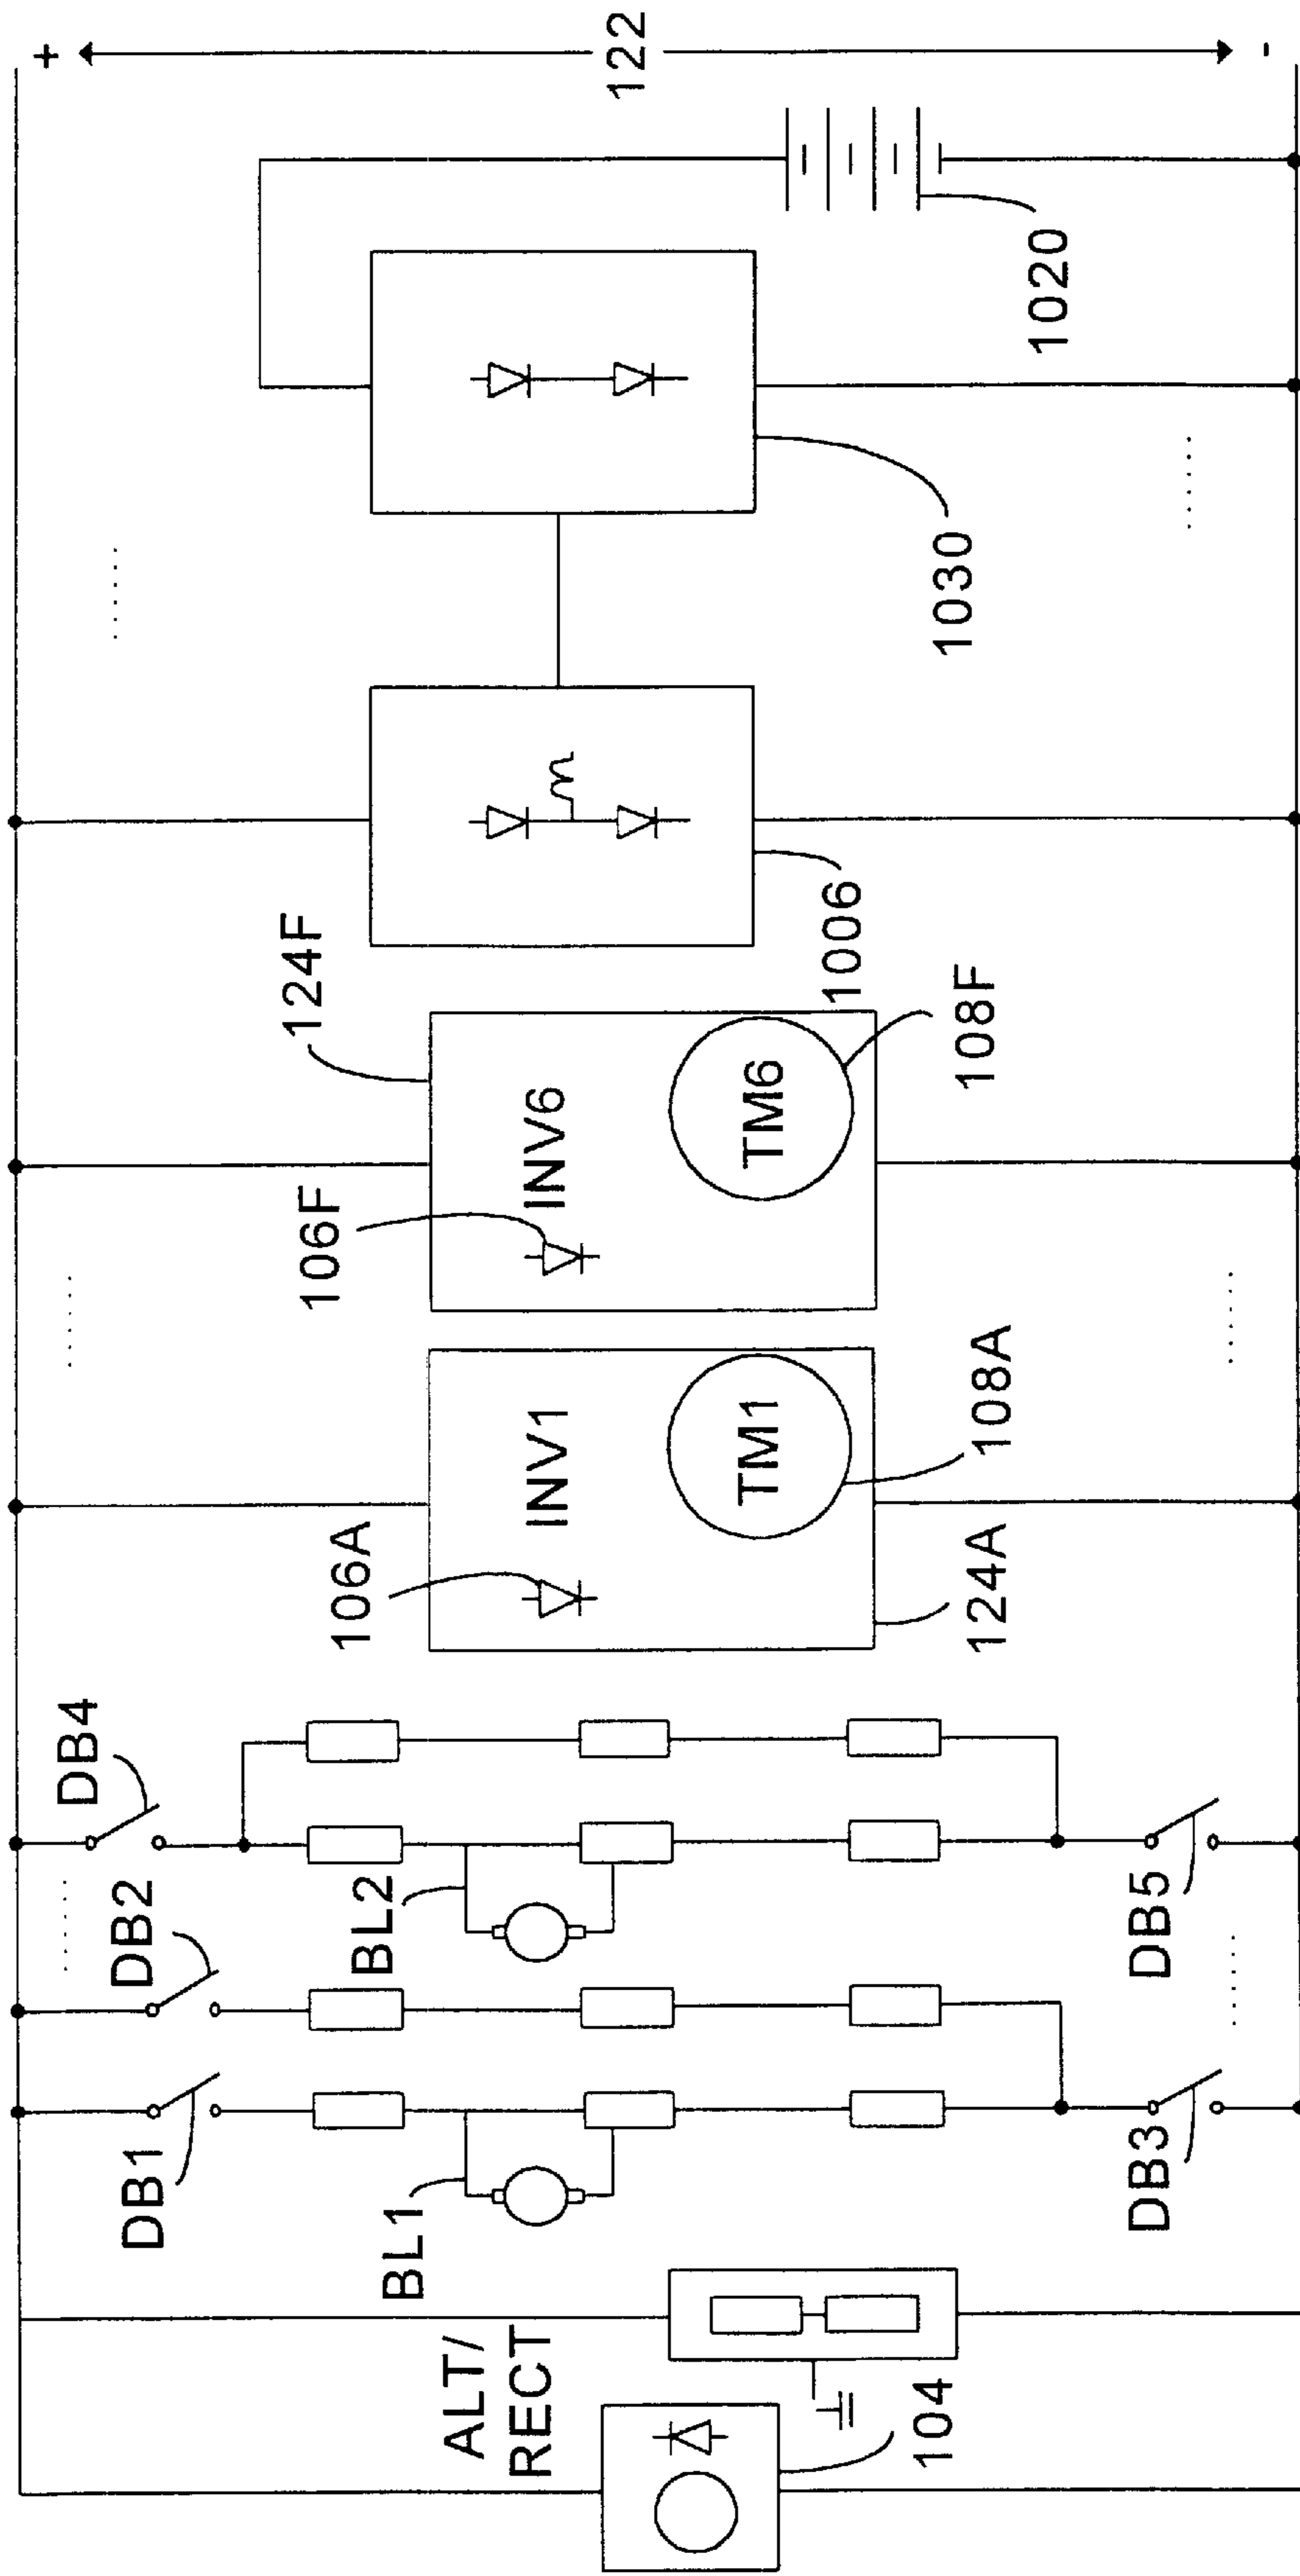 +
122
-
DB4
DB2
DB1
BL2
BL1
ALT/
RECT
104
DB3
DB5
106A
INV1
TM1
108A
124A
124F
106F
INV6
TM6
108F
1006
1030
1020